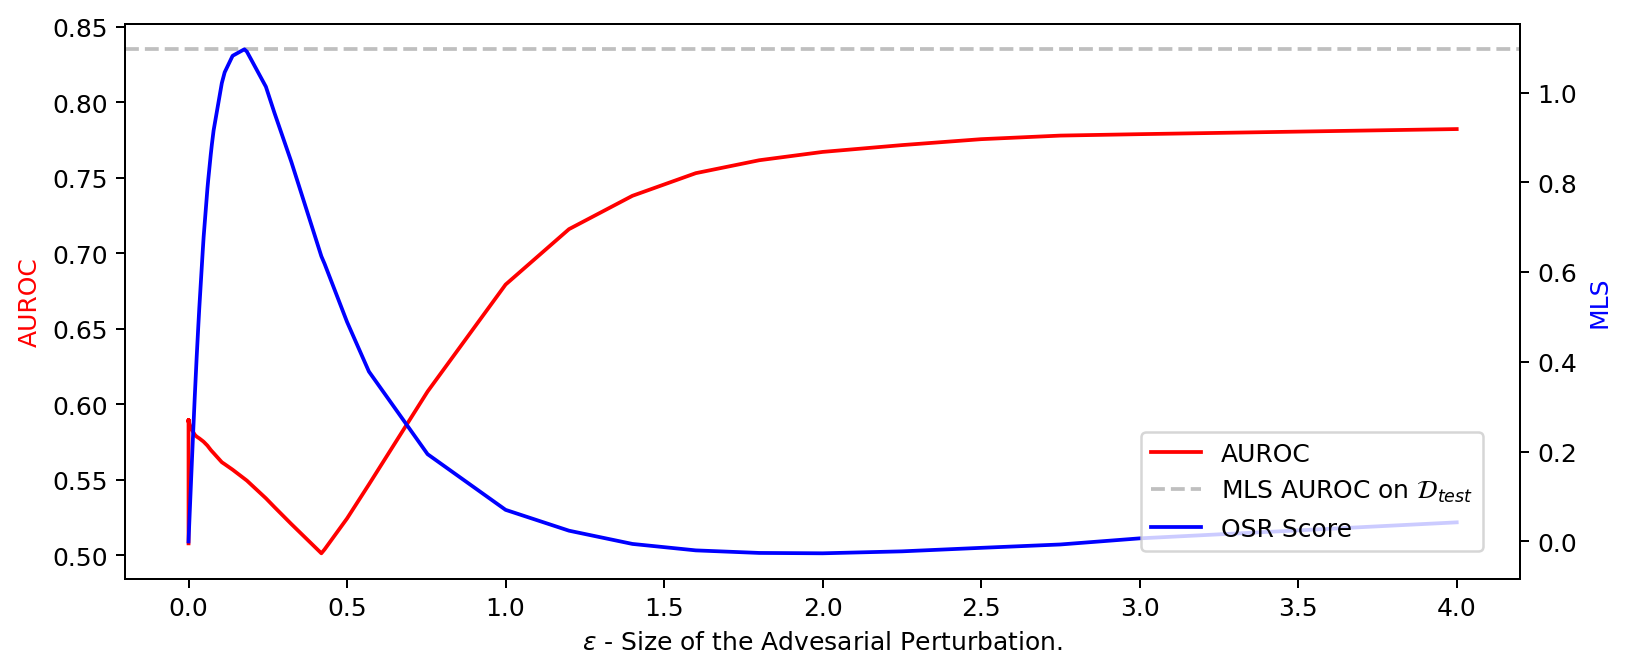 0.85
0.80
0.75
0.70
0.65
0.60
0.55
0.50
AUROC
1.0
0.8
0.6
0.4
0.2
0.0
MLS
AUROC
MLS AUROC on 𝒟test
OSR Score
0.0 0.5 1.0 1.5 2.0 2.5 3.0 3.5 4.0
ε - Size of the Advesarial Perturbation.